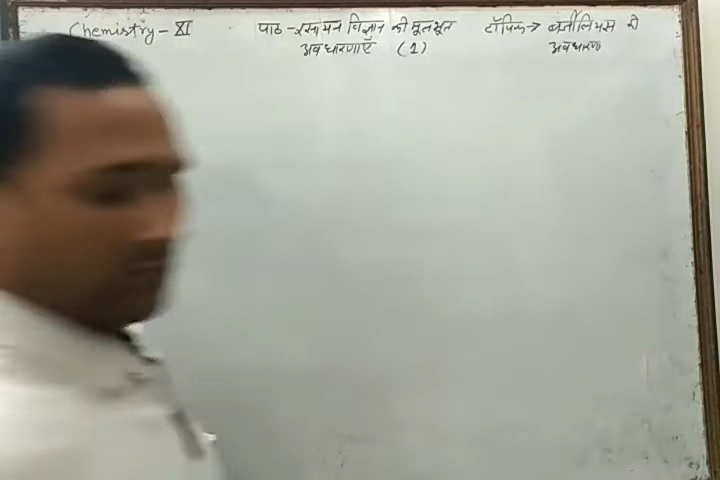 Chemistry - XI पाठ - रसायन विज्ञान की मूलभूत टॉपिक → बर्जीलियस की
अवधारणाएँ (1) अवधारणा